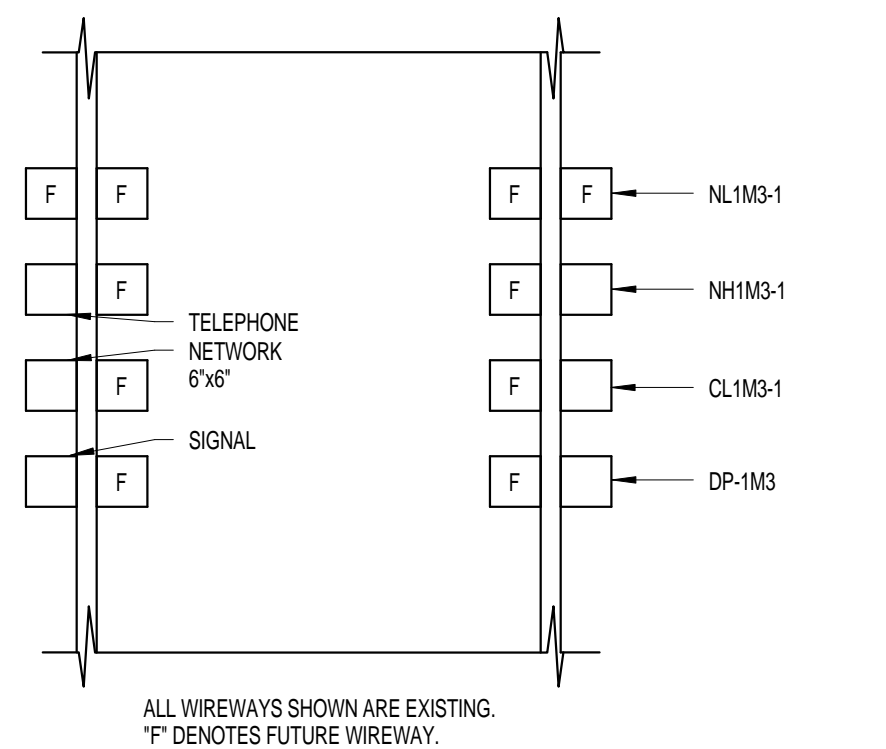 F F F F NL1M3-1
F F NH1M3-1
TELEPHONE
NETWORK
6"x6"
F F CL1M3-1
SIGNAL
F F DP-1M3
ALL WIREWAYS SHOWN ARE EXISTING.
"F" DENOTES FUTURE WIREWAY.